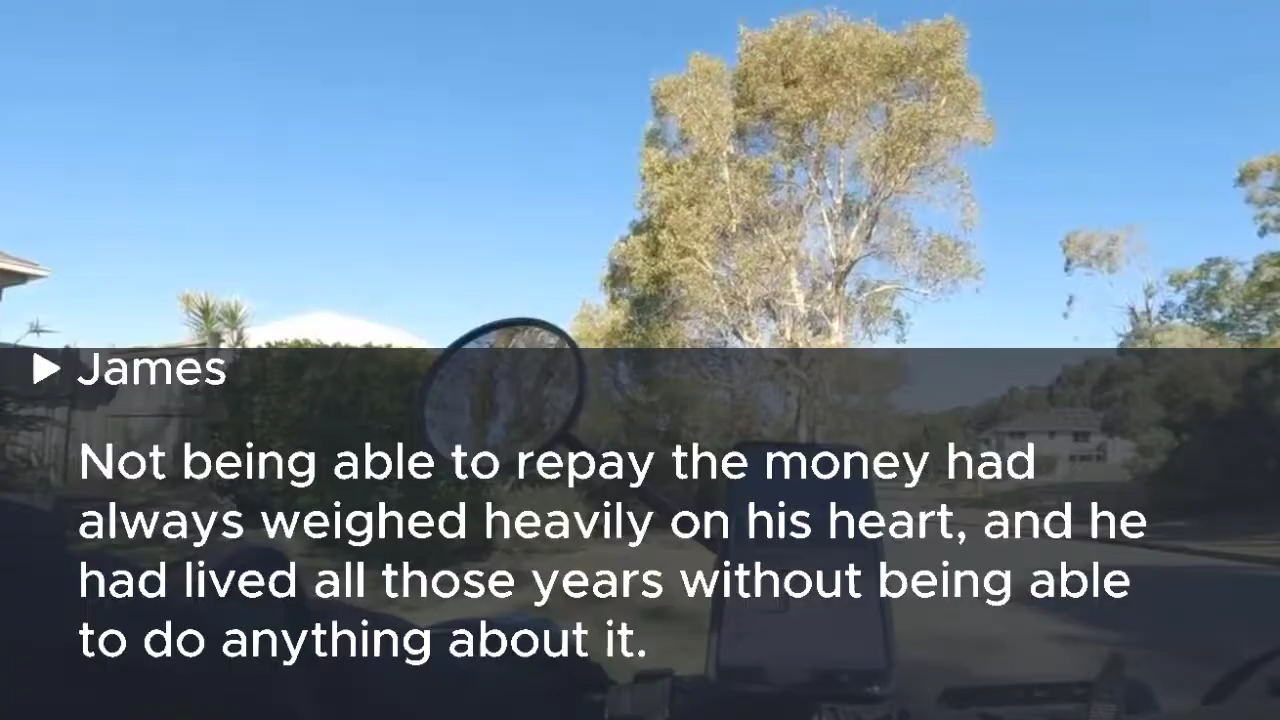 James
Not being able to repay the money had
always weighed heavily on his heart, and he
had lived all those years without being able
to do anything about it.